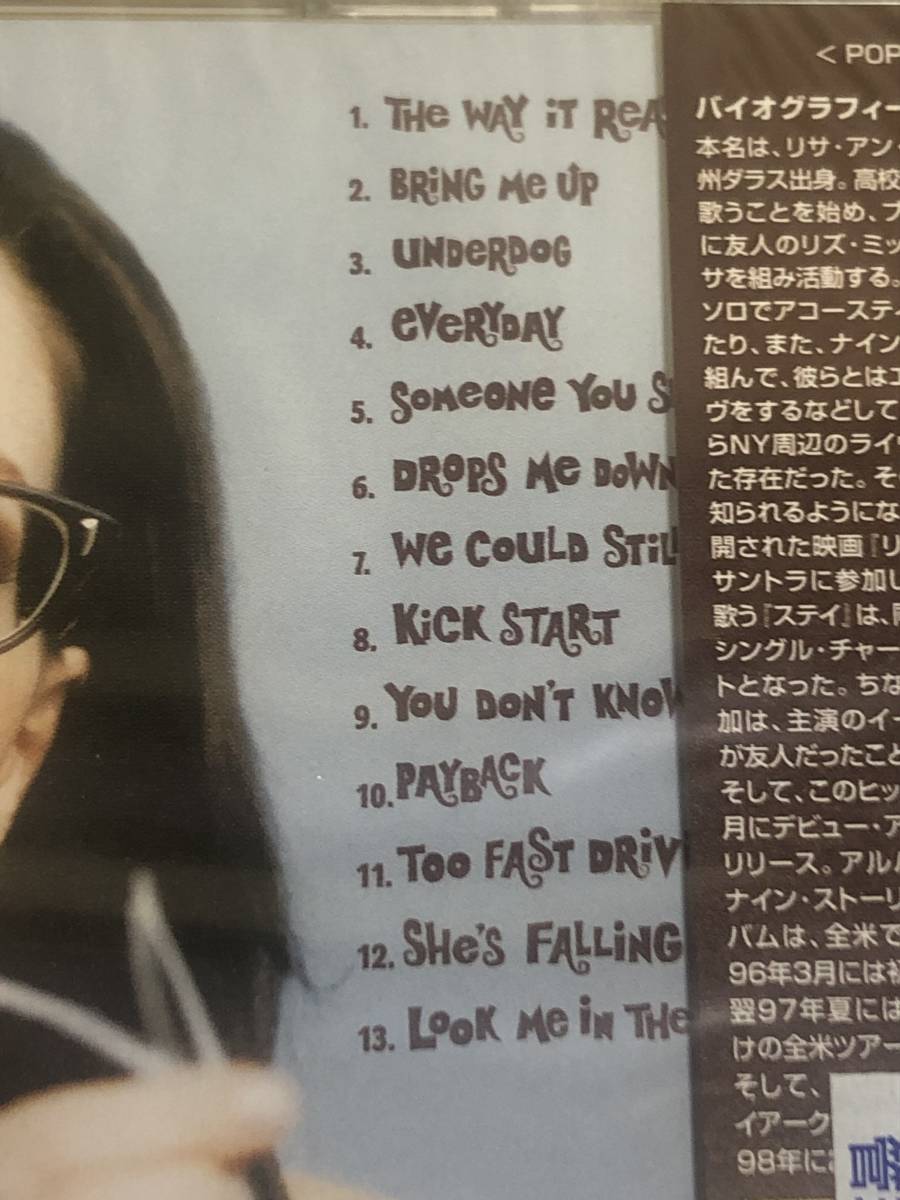 1. THE WAY iT REA
2. BRiNG Me UP
3. UNDERDOG
4. eVERYDAY
5. SOMEONE YOU S
6. DROPS Me DOWN
7. We COULD STiLL
8. KiCK START
9. YOU DON'T KNOW
10. PAYBACK
11. TOO FAST DRiV
12. SHe'S FALLiNG
13. LOOK Me iN THe
< POP
バイオグラフィー
本名は、リサ・アン・
州ダラス出身。高校
歌うことを始め、ブ
に友人のリズ・ミッ
サを組み活動する。
ソロでアコースティ
たり、また、ナイン
組んで、彼らとはエ
ヴをするなどして
らNY周辺のライヴ
た存在だった。そ
知られるようにな
開された映画『リ
サントラに参加し
歌う『ステイ』は、
シングル・チャー
トとなった。ちな
加は、主演のイー
が友人だったこと
そして、このヒッ
月にデビュー・ア
リリース。アルバ
ナイン・ストーリ
バムは、全米で
96年3月には初
翌97年夏には
けの全米ツアー
そして、
イアーク
98年に